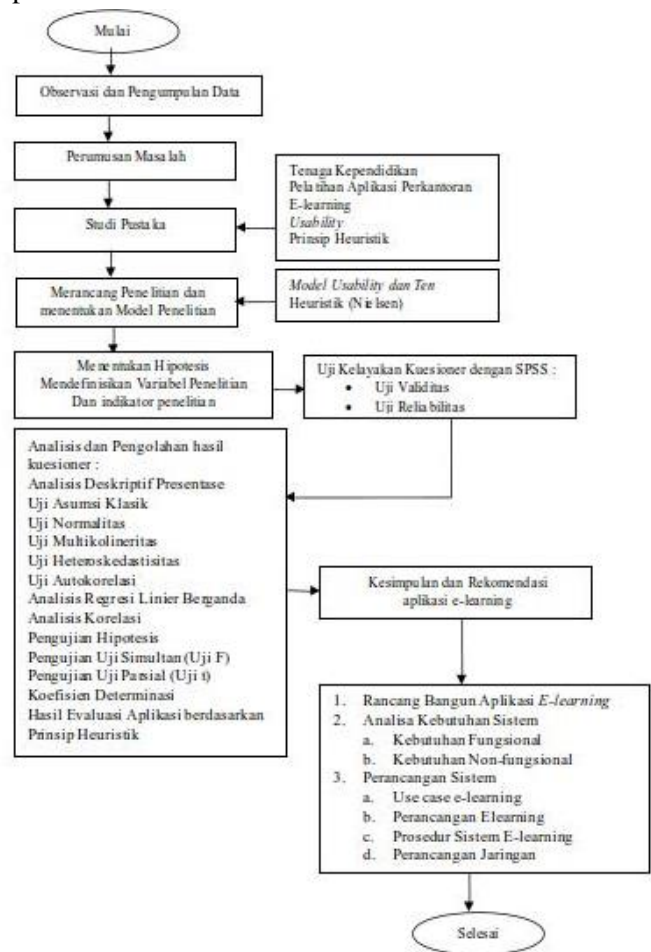 Mulai
Observasi dan Pengumpulan Data
Perumusan Masalah
Studi Pustaka
Tenaga Kependidikan
Pelatihan Aplikasi Perkantoran
E-learning
Usability
Prinsip Heuristik
Merancang Penelitian dan
menentukan Model Penelitian
Model Usability dan Ten
Heuristik (Nielsen)
Menentukan Hipotesis
Mendefinisikan Variabel Penelitian
Dan indikator penelitian
Uji Kelayakan Kuesioner dengan SPSS :
• Uji Validitas
• Uji Reliabilitas
Analisis dan Pengolahan hasil
kuesioner :
Analisis Deskriptif Presentase
Uji Asumsi Klasik
Uji Normalitas
Uji Multikolineritas
Uji Heteroskedastisitas
Uji Autokorelasi
Analisis Regresi Linier Berganda
Analisis Korelasi
Pengujian Hipotesis
Pengujian Uji Simultan (Uji F)
Pengujian Uji Parsial (Uji t)
Koefisien Determinasi
Hasil Evaluasi Aplikasi berdasarkan
Prinsip Heuristik
Kesimpulan dan Rekomendasi
aplikasi e-learning
1. Rancang Bangun Aplikasi E-learning
2. Analisa Kebutuhan Sistem
a. Kebutuhan Fungsional
b. Kebutuhan Non-fungsional
3. Perancangan Sistem
a. Use case e-learning
b. Perancangan Elearning
c. Prosedur Sistem E-learning
d. Perancangan Jaringan
Selesai